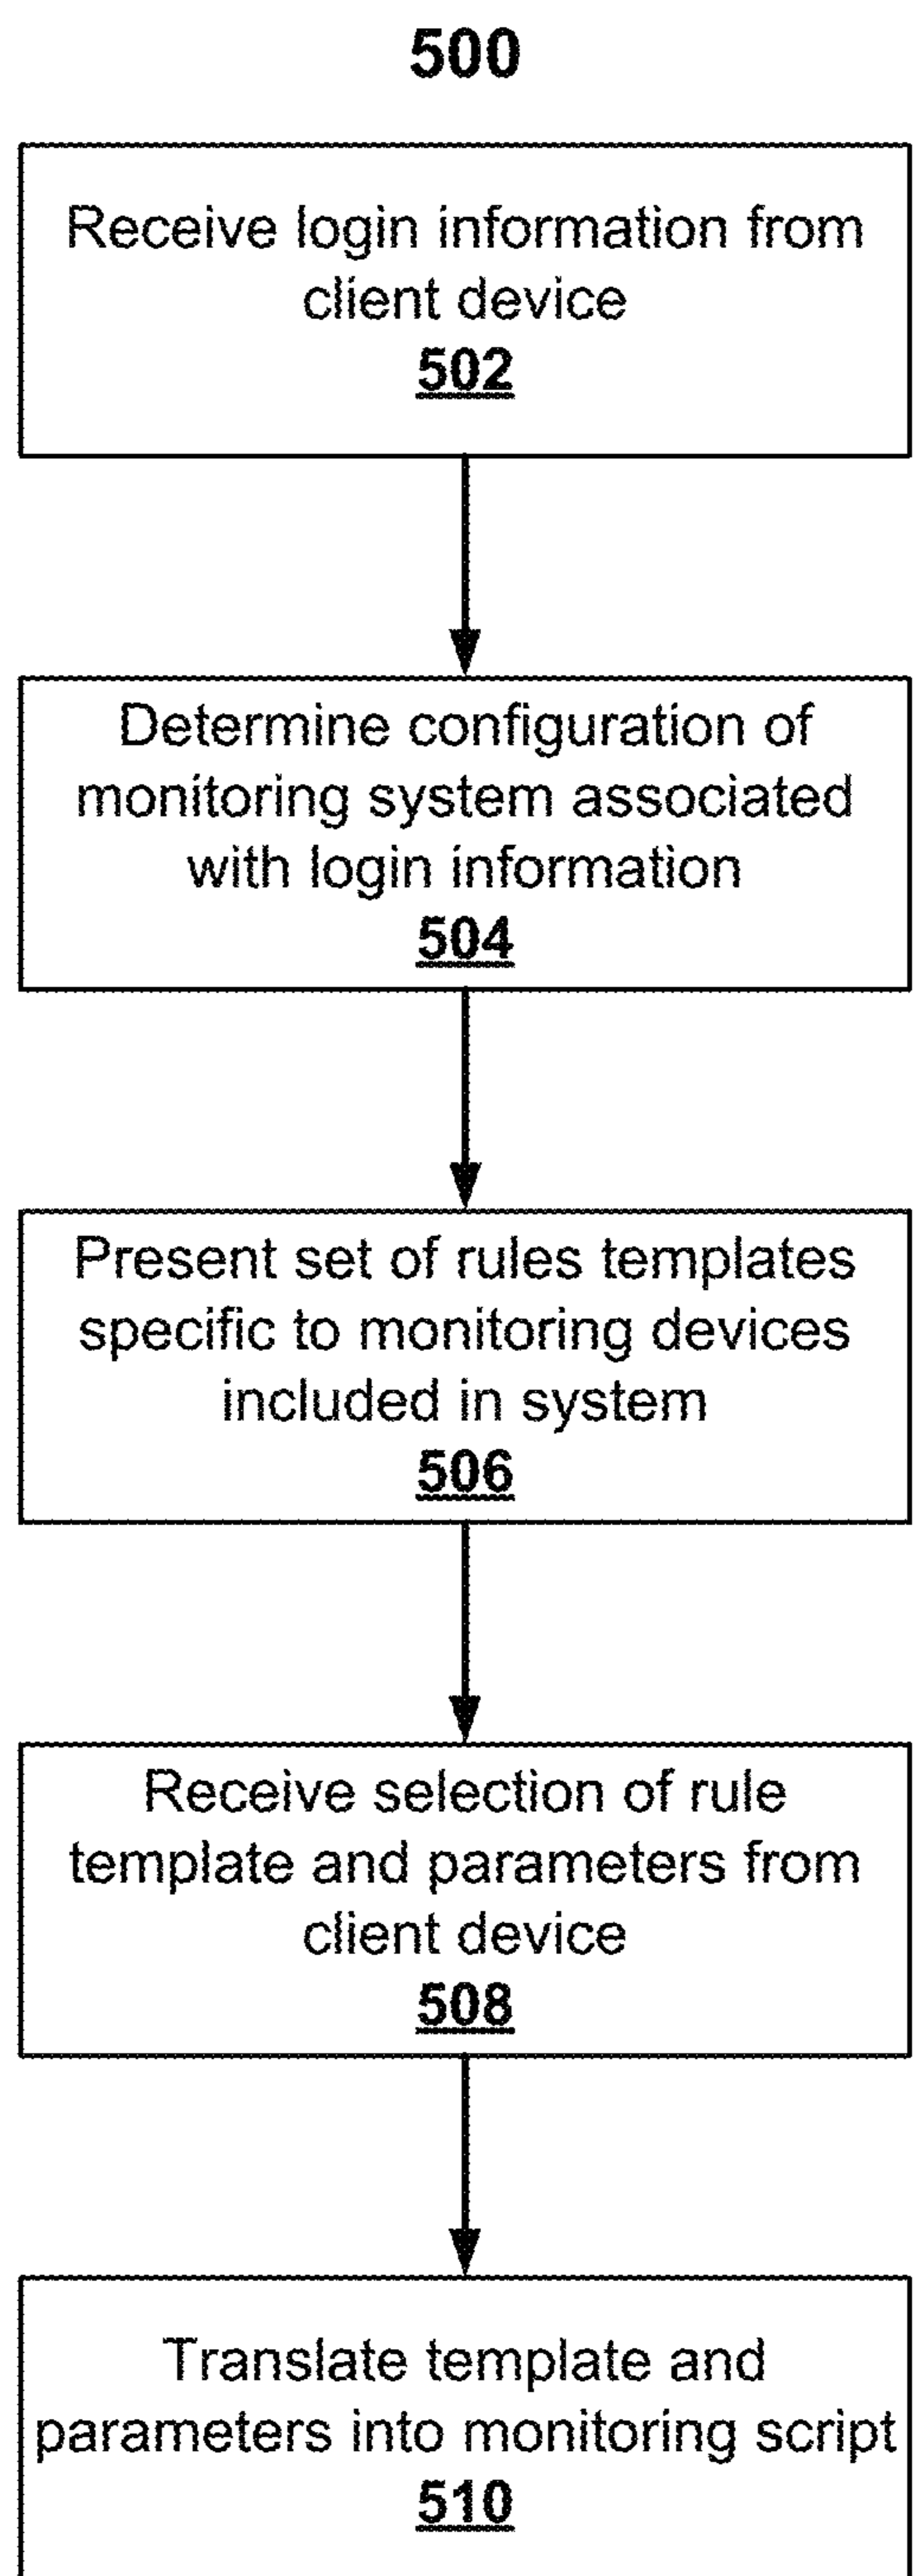 500
Receive login information from
client device
502
Determine configuration of
monitoring system associated
with login information
504
Present set of rules templates
specific to monitoring devices
included in system
506
Receive selection of rule
template and parameters from
client device
508
Translate template and
parameters into monitoring script
510